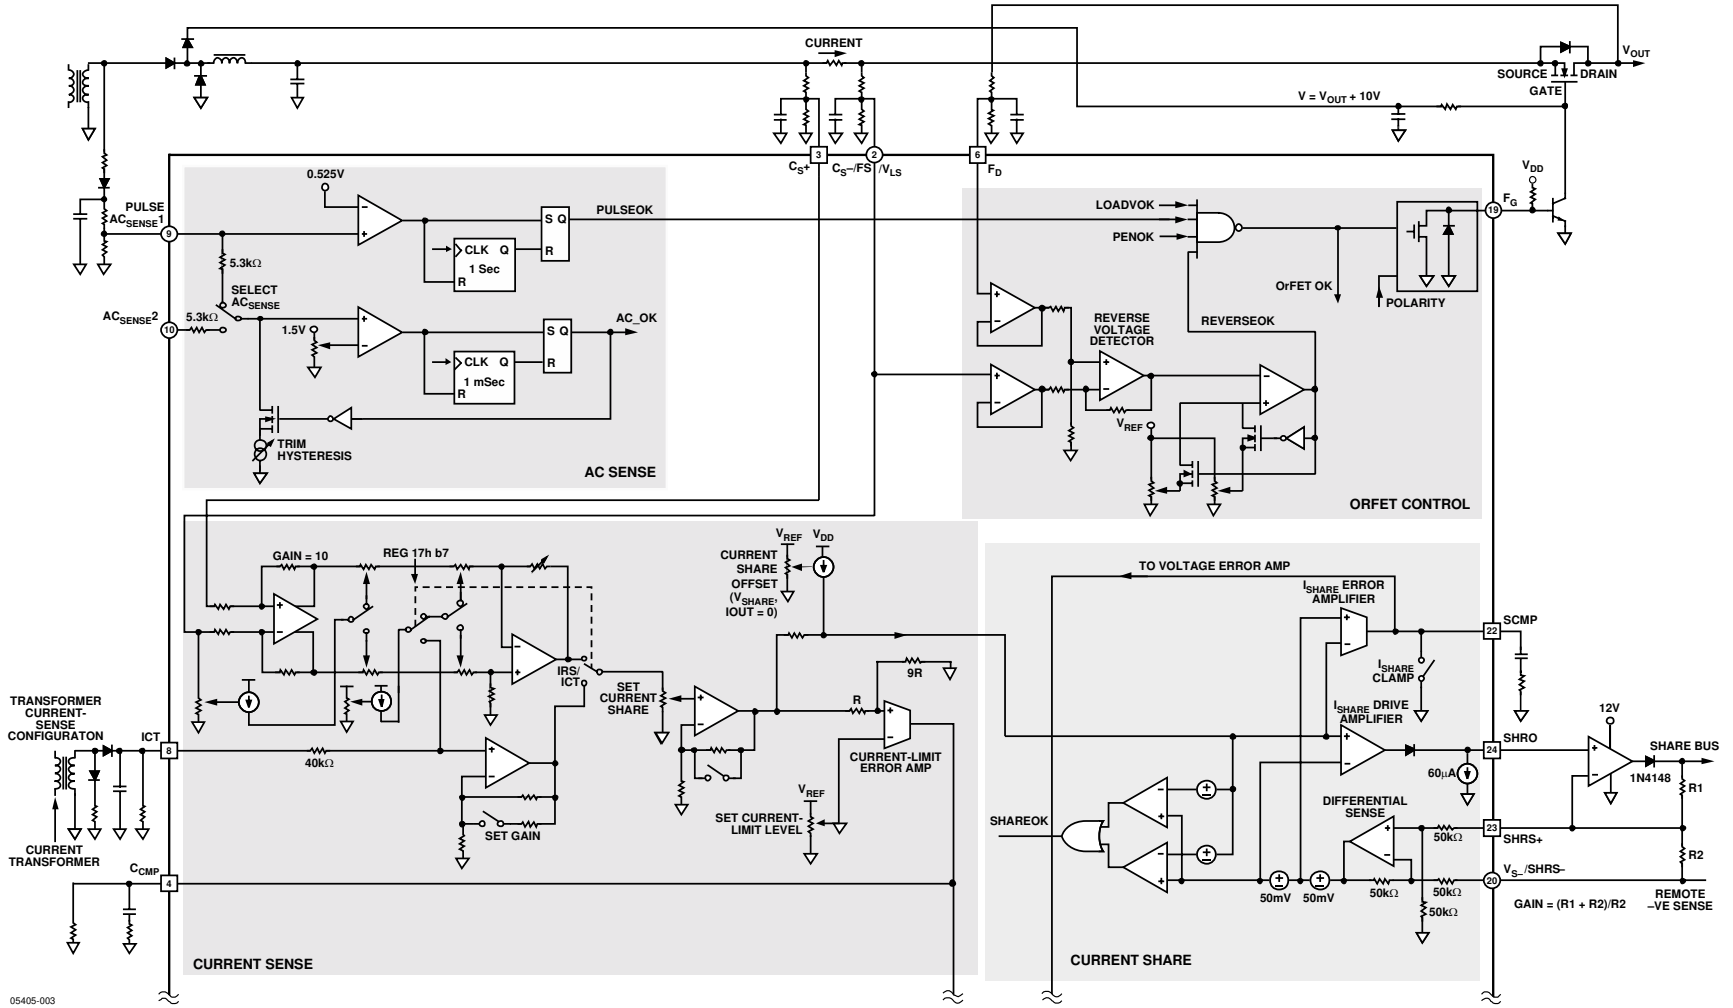 CURRENT
VOUT
SOURCE
DRAIN
GATE
V = VOUT + 10V
CS+
3
CS–/FS
2
/VLS
6
FD
VDD
FG
19
PULSE
ACSENSE1
9
0.525V
PULSEOK
S Q
R
CLK Q
1 Sec
R
5.3kΩ
SELECT
ACSENSE
ACSENSE2
10
5.3kΩ
1.5V
AC_OK
S Q
R
CLK Q
1 mSec
R
TRIM
HYSTERESIS
AC SENSE
LOADVOK
PENOK
OrFET OK
POLARITY
REVERSE
VOLTAGE
DETECTOR
REVERSEOK
VREF
ORFET CONTROL
GAIN = 10
REG 17h b7
VREF
VDD
CURRENT
SHARE
OFFSET
(VSHARE,
IOUT = 0)
IRS/
ICT
SET
CURRENT
SHARE
9R
R
CURRENT-LIMIT
ERROR AMP
VREF
SET CURRENT-
LIMIT LEVEL
TRANSFORMER
CURRENT-
SENSE
CONFIGURATON
ICT
8
40kΩ
SET GAIN
CURRENT
TRANSFORMER
CCMP
4
CURRENT SENSE
TO VOLTAGE ERROR AMP
ISHARE ERROR
AMPLIFIER
SCMP
22
ISHARE
CLAMP
ISHARE DRIVE
AMPLIFIER
12V
SHRO
24
SHARE BUS
60µA
1N4148
R1
DIFFERENTIAL
SENSE
SHAREOK
50kΩ
23
SHRS+
R2
VS–/SHRS–
20
50mV
50mV
50kΩ
50kΩ
50kΩ
REMOTE
–VE SENSE
GAIN = (R1 + R2)/R2
CURRENT SHARE
05405-003